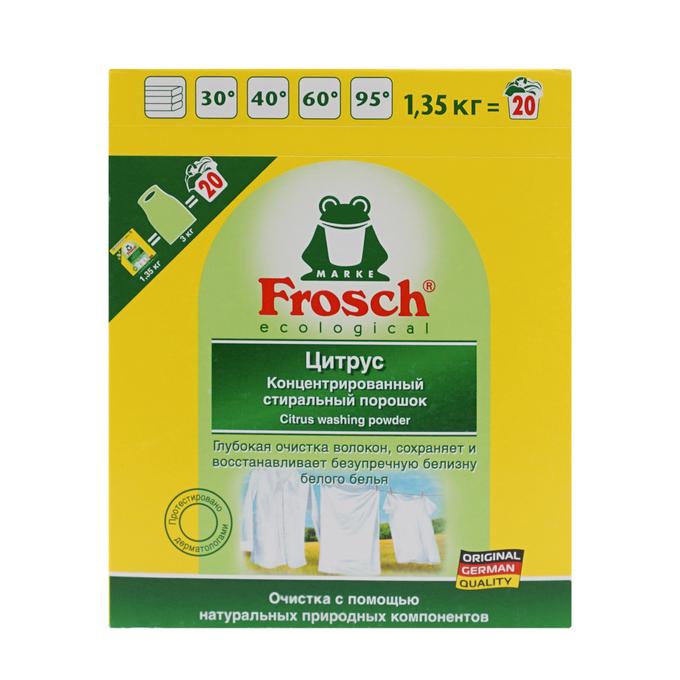 30° 40° 60° 95° 1,35 кг = 20
1,35 кг = 3 кг = 20
MARKE
Frosch®
ecological
Цитрус
Концентрированный
стиральный порошок
Citrus washing powder
Глубокая очистка волокон, сохраняет и
восстанавливает безупречную белизну
белого белья
Протестировано
дерматологами
ORIGINAL
GERMAN
QUALITY
Очистка с помощью
натуральных природных компонентов